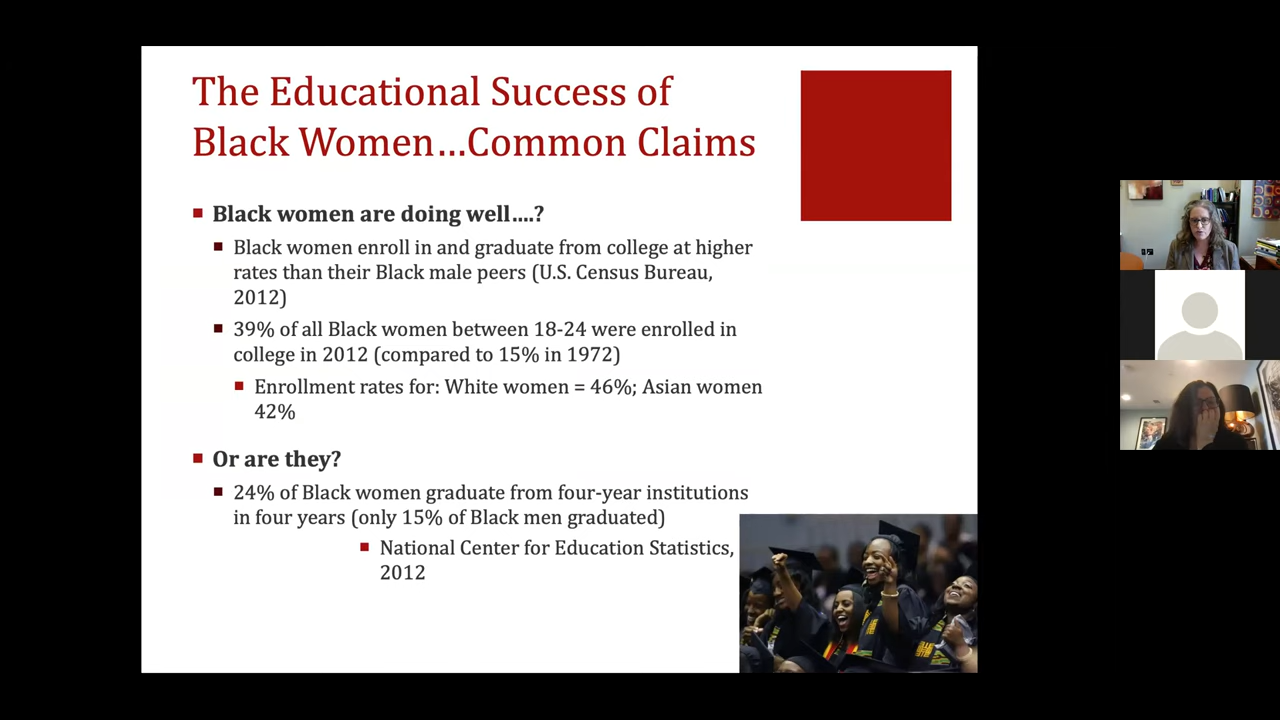 The Educational Success of
Black Women…Common Claims
Black women are doing well....?
Black women enroll in and graduate from college at higher
rates than their Black male peers (U.S. Census Bureau,
2012)
39% of all Black women between 18-24 were enrolled in
college in 2012 (compared to 15% in 1972)
Enrollment rates for: White women = 46%; Asian women
42%
Or are they?
24% of Black women graduate from four-year institutions
in four years (only 15% of Black men graduated)
National Center for Education Statistics,
2012